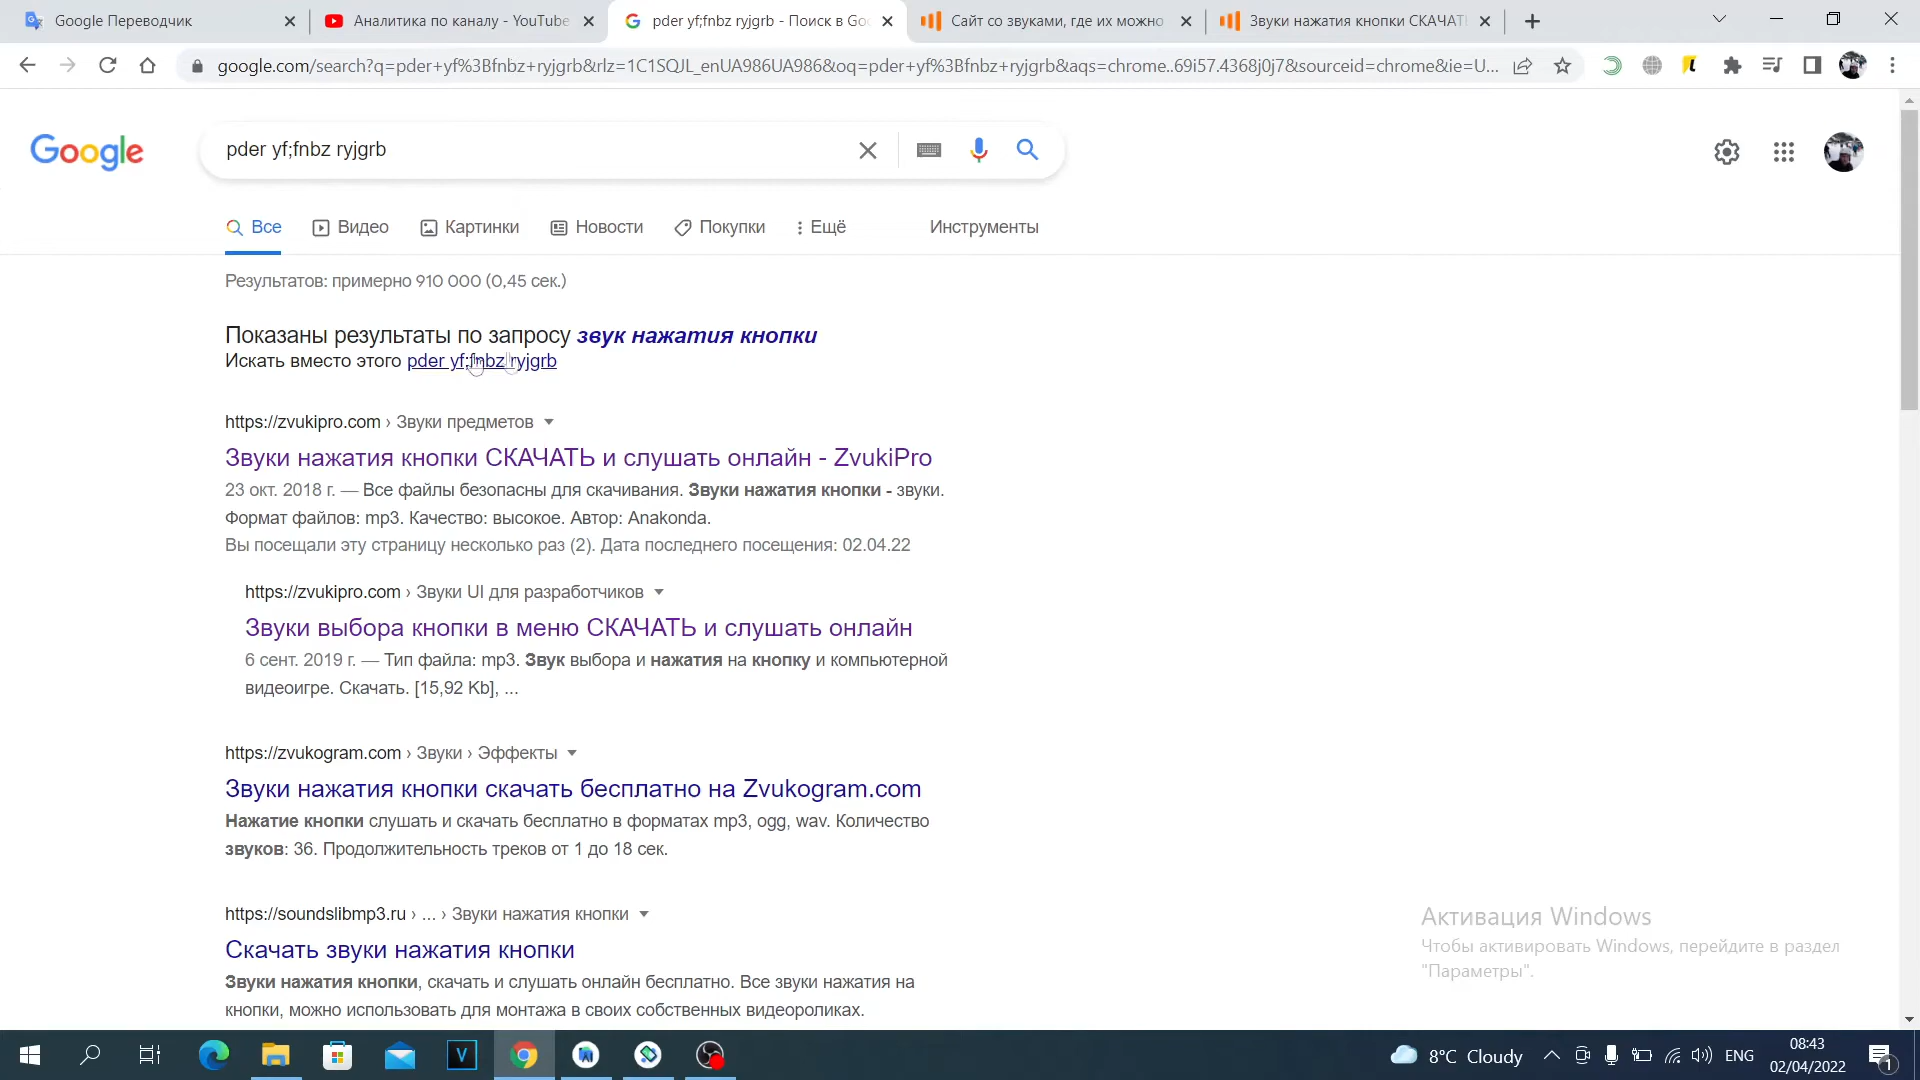 Google Переводчик
Аналитика по каналу - YouTube
pder yf;fnbz ryjgrb - Поиск в Goo
Сайт со звуками, где их можно
Звуки нажатия кнопки СКАЧАТЬ
google.com/search?q=pder+yf%3Bfnbz+ryjgrb&rlz=1C1SQJL_enUA986UA986&oq=pder+yf%3Bfnbz+ryjgrb&aqs=chrome..69i57.4368j0j7&sourceid=chrome&ie=U...
Google
pder yf;fnbz ryjgrb
Все
Видео
Картинки
Новости
Покупки
Ещё
Инструменты
Результатов: примерно 910 000 (0,45 сек.)
Показаны результаты по запросу звук нажатия кнопки
Искать вместо этого pder yf;fnbz ryjgrb
https://zvukipro.com › Звуки предметов
Звуки нажатия кнопки СКАЧАТЬ и слушать онлайн - ZvukiPro
23 окт. 2018 г. — Все файлы безопасны для скачивания. Звуки нажатия кнопки - звуки.
Формат файлов: mp3. Качество: высокое. Автор: Anakonda.
Вы посещали эту страницу несколько раз (2). Дата последнего посещения: 02.04.22
https://zvukipro.com › Звуки UI для разработчиков
Звуки выбора кнопки в меню СКАЧАТЬ и слушать онлайн
6 сент. 2019 г. — Тип файла: mp3. Звук выбора и нажатия на кнопку и компьютерной
видеоигре. Скачать. [15,92 Kb], ...
https://zvukogram.com › Звуки › Эффекты
Звуки нажатия кнопки скачать бесплатно на Zvukogram.com
Нажатие кнопки слушать и скачать бесплатно в форматах mp3, ogg, wav. Количество
звуков: 36. Продолжительность треков от 1 до 18 сек.
https://soundslibmp3.ru › ... › Звуки нажатия кнопки
Скачать звуки нажатия кнопки
Звуки нажатия кнопки, скачать и слушать онлайн бесплатно. Все звуки нажатия на
кнопки, можно использовать для монтажа в своих собственных видеороликах.
Активация Windows
Чтобы активировать Windows, перейдите в раздел
"Параметры".
8°C Cloudy
ENG
08:43
02/04/2022
1